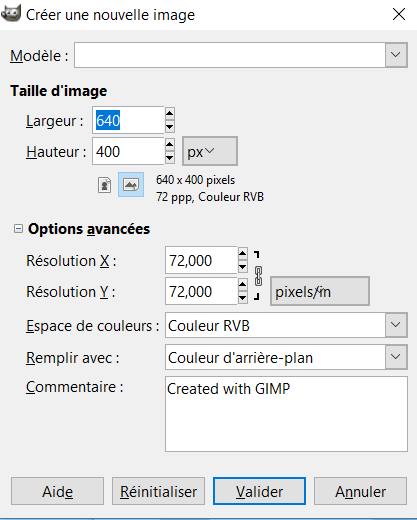 Créer une nouvelle image
Modèle :
Taille d'image
Largeur : 640
Hauteur : 400 px
640 x 400 pixels
72 ppp, Couleur RVB
Options avancées
Résolution X : 72,000
Résolution Y : 72,000 pixels/in
Espace de couleurs : Couleur RVB
Remplir avec : Couleur d'arrière-plan
Commentaire : Created with GIMP
Aide Réinitialiser Valider Annuler